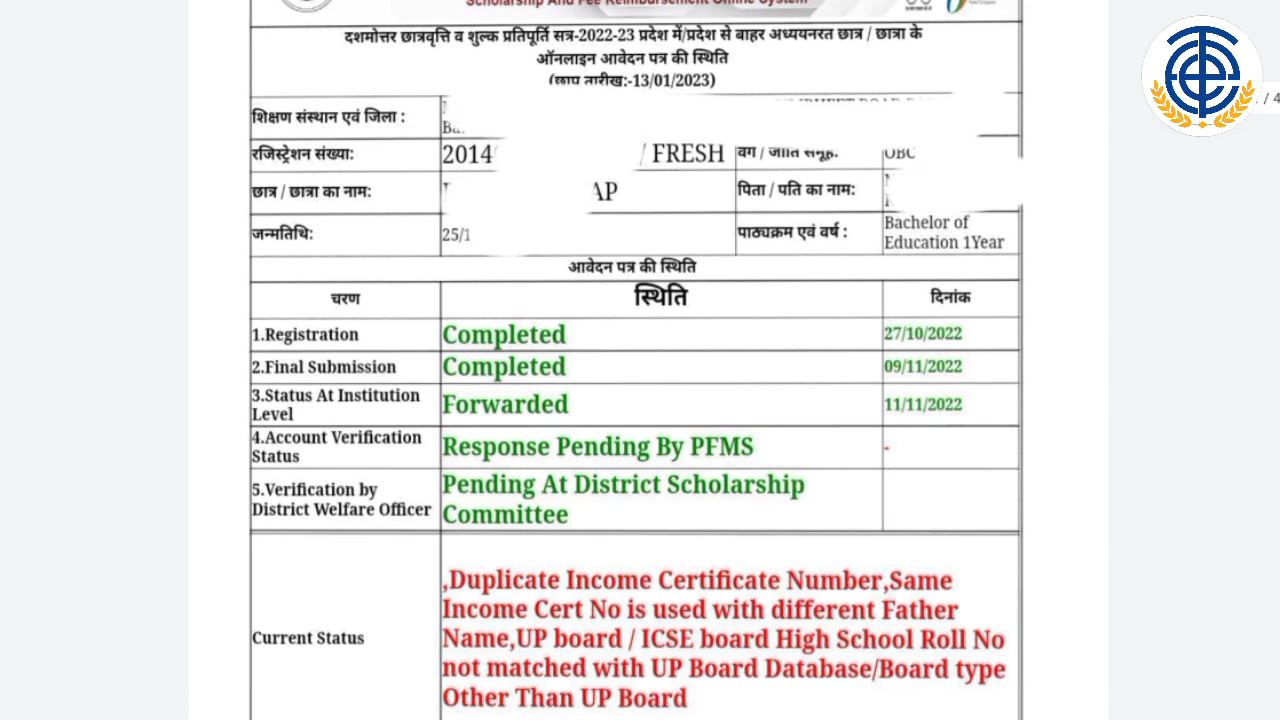 Scholarship And Fee Reimbursement Online System
दशमोत्तर छात्रवृत्ति व शुल्क प्रतिपूर्ति सत्र-2022-23 प्रदेश में/प्रदेश से बाहर अध्ययनरत छात्र / छात्रा के
ऑनलाइन आवेदन पत्र की स्थिति
(छाप तारीख:-13/01/2023)
/ 4
शिक्षण संस्थान एवं जिला :
रजिस्ट्रेशन संख्या: 2014 / FRESH वर्ग / जाति समूह: OBC
छात्र / छात्रा का नाम: AP पिता / पति का नाम:
जन्मतिथि: 25/1 पाठ्यक्रम एवं वर्ष : Bachelor of
Education 1Year
आवेदन पत्र की स्थिति
चरण स्थिति दिनांक
1.Registration Completed 27/10/2022
2.Final Submission Completed 09/11/2022
3.Status At Institution
Level Forwarded 11/11/2022
4.Account Verification
Status Response Pending By PFMS -
5.Verification by
District Welfare Officer Pending At District Scholarship
Committee
Current Status ,Duplicate Income Certificate Number,Same
Income Cert No is used with different Father
Name,UP board / ICSE board High School Roll No
not matched with UP Board Database/Board type
Other Than UP Board